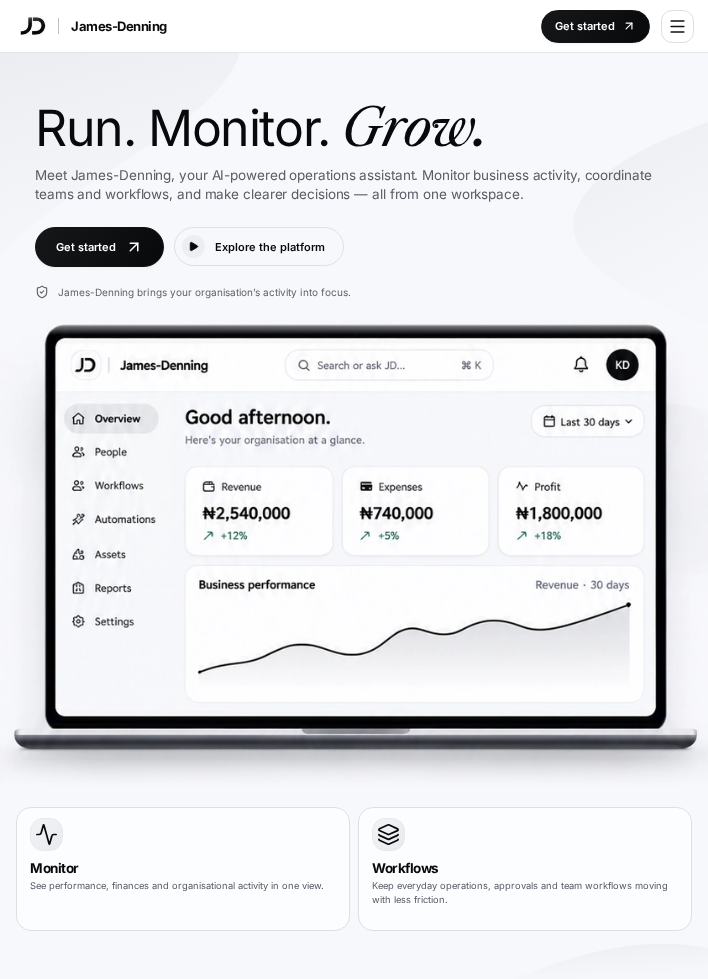 JD James-Denning
Get started
Run. Monitor. Grow.
Meet James-Denning, your AI-powered operations assistant. Monitor business activity, coordinate
teams and workflows, and make clearer decisions — all from one workspace.
Get started
Explore the platform
James-Denning brings your organisation's activity into focus.
JD James-Denning
Search or ask JD...
⌘ K
KD
Overview
People
Workflows
Automations
Assets
Reports
Settings
Good afternoon.
Here's your organisation at a glance.
Last 30 days
Revenue
₦2,540,000
+12%
Expenses
₦740,000
+5%
Profit
₦1,800,000
+18%
Business performance
Revenue · 30 days
Monitor
See performance, finances and organisational activity in one view.
Workflows
Keep everyday operations, approvals and team workflows moving
with less friction.